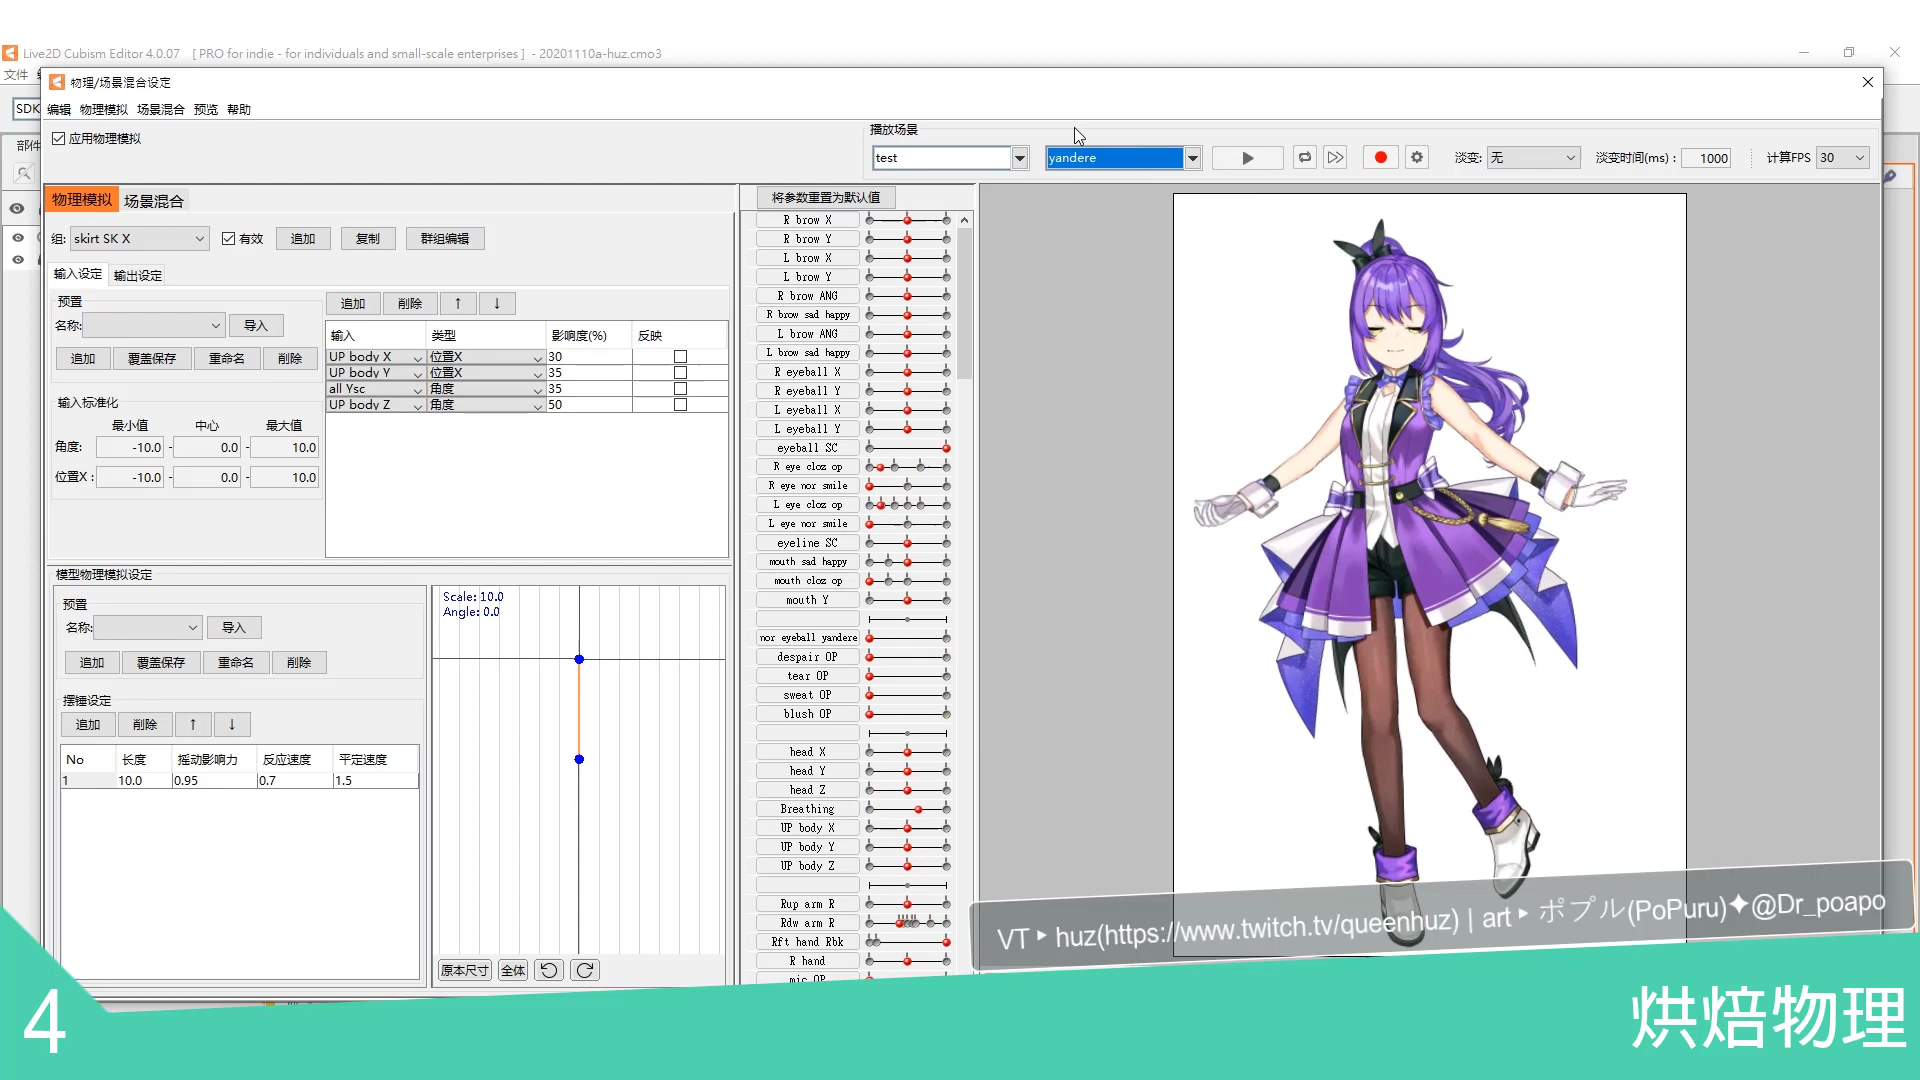 Live2D Cubism Editor 4.0.07 [ PRO for indie - for individuals and small-scale enterprises ] - 20201110a-huz.cmo3
文件
物理/场景混合设定
SDK
编辑 物理模拟 场景混合 预览 帮助
部件
应用物理模拟
播放场景
test
yandere
淡变:
无
淡变时间(ms) :
1000
计算FPS
30
物理模拟
场景混合
组:
skirt SK X
有效
追加
复制
群组编辑
输入设定
输出设定
预置
名称:
导入
追加
覆盖保存
重命名
删除
输入标准化
最小值 中心 最大值
角度:
-10.0 - 0.0 - 10.0
位置X :
-10.0 - 0.0 - 10.0
追加
削除
↑
↓
输入 类型 影响度(%) 反映
UP body X 位置X 30
UP body Y 位置X 35
all Ysc 角度 35
UP body Z 角度 50
模型物理模拟设定
预置
名称:
导入
追加
覆盖保存
重命名
削除
摆锤设定
追加
削除
↑
↓
No 长度 摇动影响力 反应速度 平定速度
1 10.0 0.95 0.7 1.5
Scale: 10.0
Angle: 0.0
原本尺寸
全体
将参数重置为默认值
R brow X
R brow Y
L brow X
L brow Y
R brow ANG
R brow sad happy
L brow ANG
L brow sad happy
R eyeball X
R eyeball Y
L eyeball X
L eyeball Y
eyeball SC
R eye cloz op
R eye nor smile
L eye cloz op
L eye nor smile
eyeline SC
mouth sad happy
mouth cloz op
mouth Y
nor eyeball yandere
despair OP
tear OP
sweat OP
blush OP
head X
head Y
head Z
Breathing
UP body X
UP body Y
UP body Z
Rup arm R
Rdw arm R
Rft hand Rbk
R hand
mic OP
VT‣huz(https://www.twitch.tv/queenhuz) | art‣ポプル(PoPuru)✦@Dr_poapo
4
烘焙物理